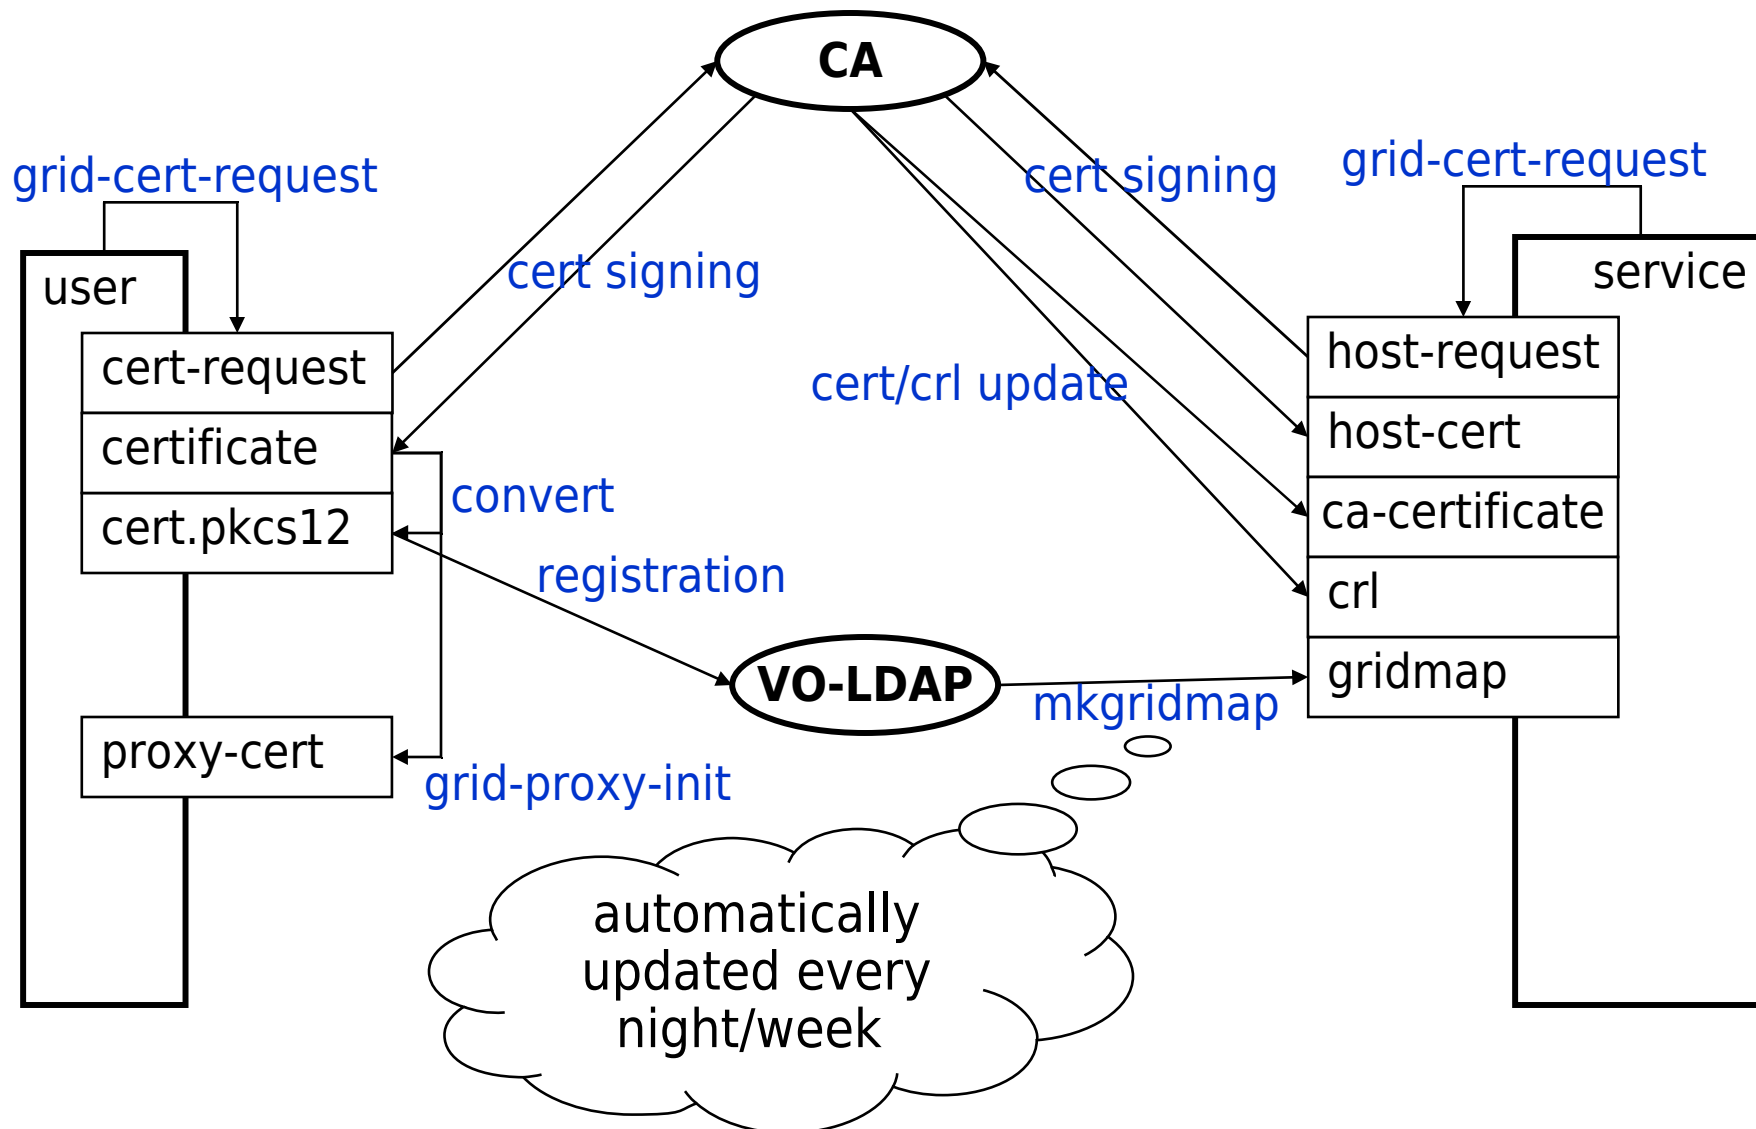 CA
grid-cert-request
cert signing
grid-cert-request
user
cert signing
service
cert-request
cert/crl update
host-request
certificate
host-cert
convert
cert.pkcs12
ca-certificate
registration
crl
VO-LDAP
gridmap
mkgridmap
proxy-cert
grid-proxy-init
automatically
updated every
night/week